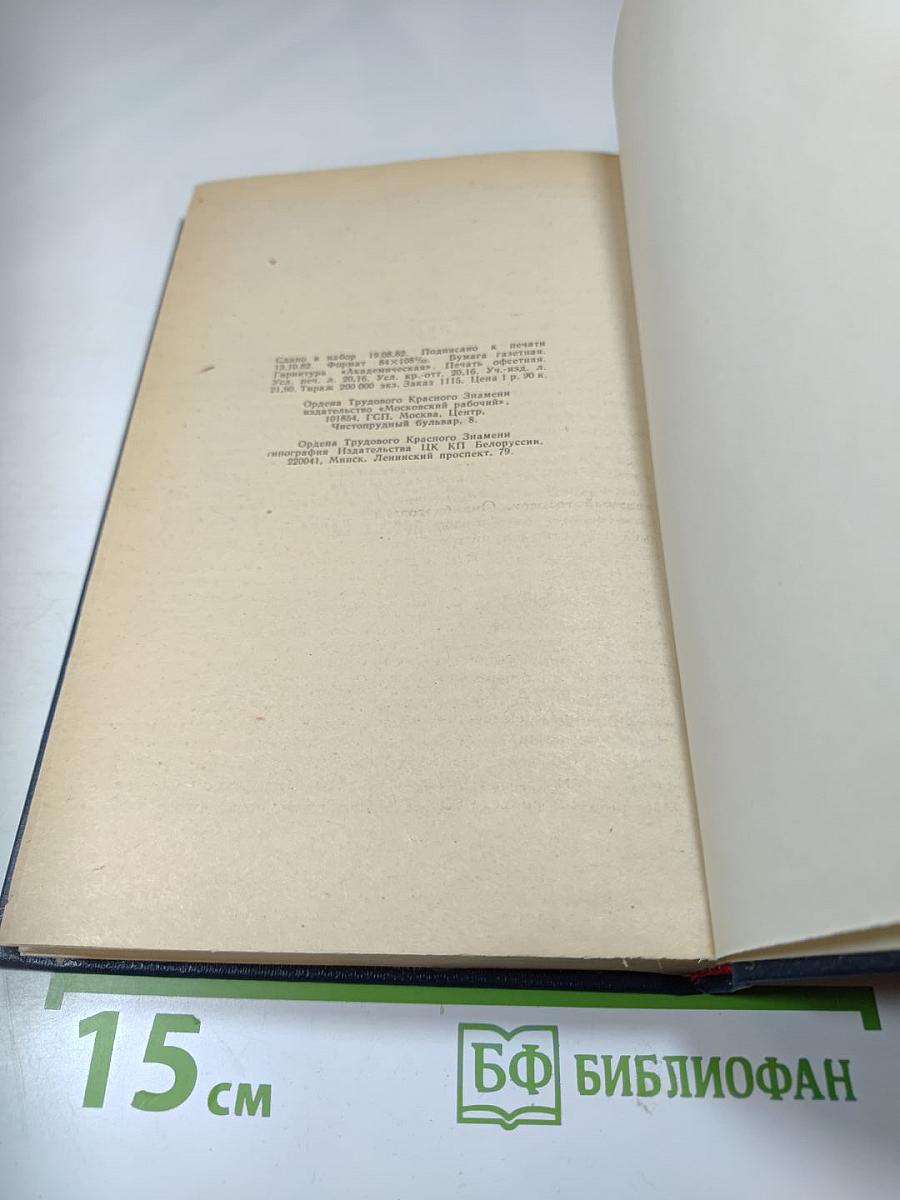 Сдано в набор 19.08.82. Подписано к печати
13.10.82. Формат 84×108¹/₃₂. Бумага газетная.
Гарнитура «Академическая». Печать офсетная.
Усл. печ. л. 20,16. Усл. кр.-отт. 20,16. Уч.-изд. л.
21,90. Тираж 200 000 экз. Заказ 1115. Цена 1 р. 90 к.
Ордена Трудового Красного Знамени
издательство «Московский рабочий»,
101854, ГСП, Москва, Центр,
Чистопрудный бульвар, 8.
Ордена Трудового Красного Знамени
типография Издательства ЦК КП Белоруссии,
220041, Минск, Ленинский проспект, 79.
15 см
БФ БИБЛИОФАН